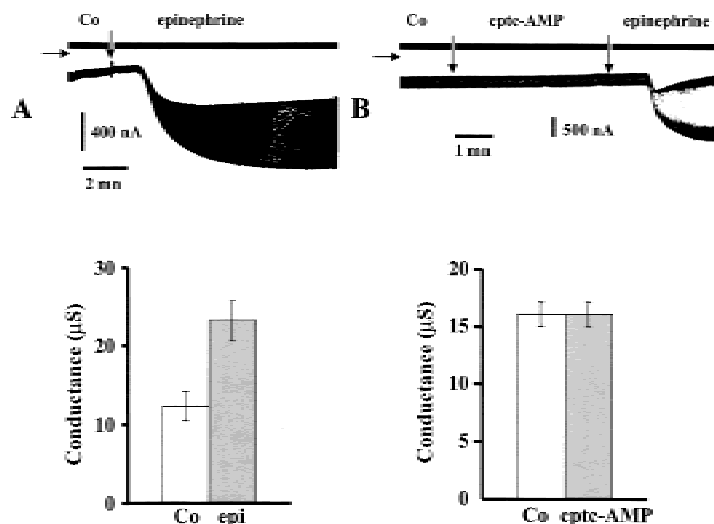 Co epinephrine
Co cptc-AMP epinephrine
A
400 nA
2 mn
B
500 nA
1 mn
Conductance (μS)
30
20
10
0
Co epi
Conductance (μS)
20
15
10
5
0
Co cptc-AMP